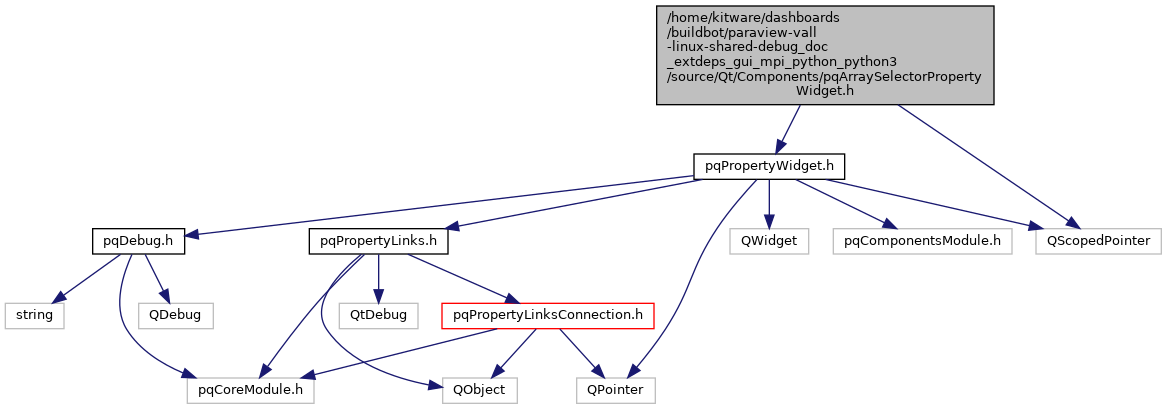 /home/kitware/dashboards
/buildbot/paraview-vall
-linux-shared-debug_doc
_extdeps_gui_mpi_python_python3
/source/Qt/Components/pqArraySelectorProperty
Widget.h
pqPropertyWidget.h
pqDebug.h
pqPropertyLinks.h
QWidget
pqComponentsModule.h
QScopedPointer
string
QDebug
QtDebug
pqPropertyLinksConnection.h
pqCoreModule.h
QObject
QPointer